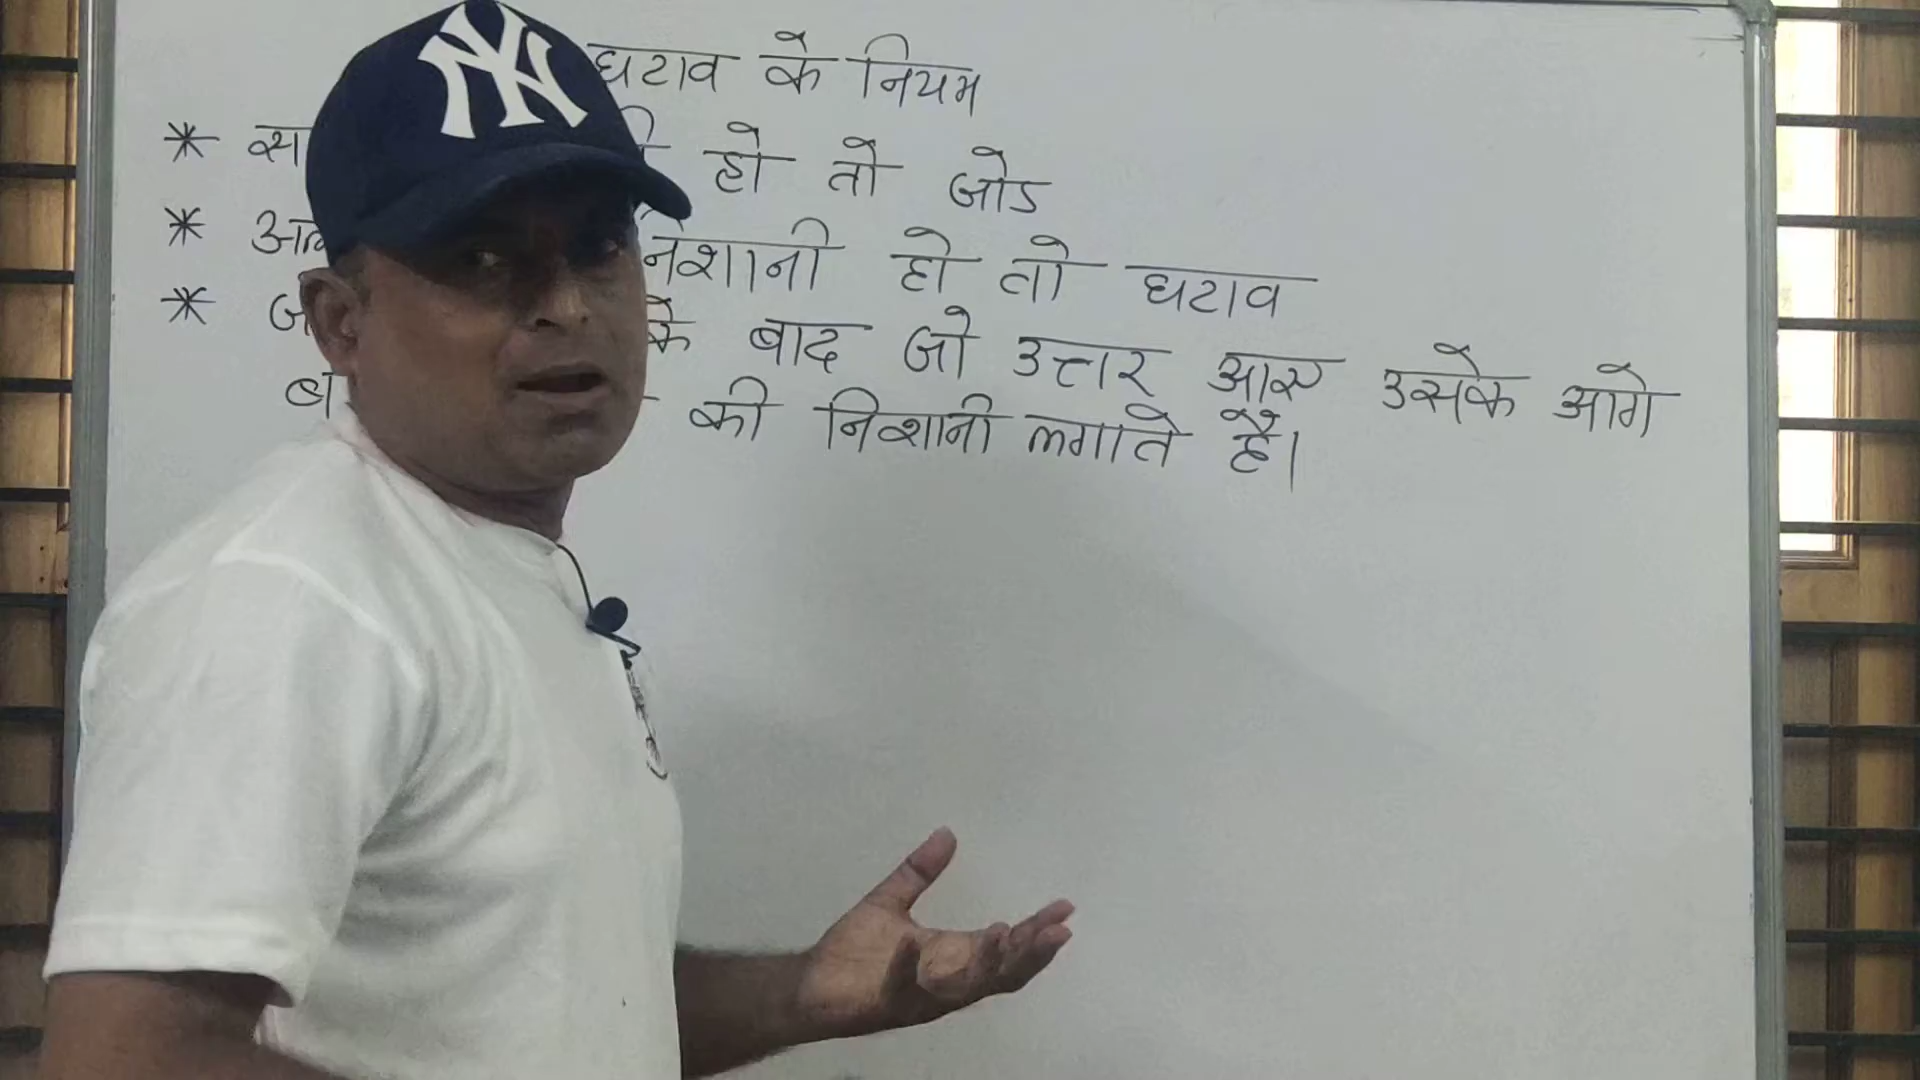 NY
घटाव के नियम
* हो तो जोड
* निशानी हो तो घटाव
* के बाद जो उत्तर आए उसके आगे
की निशानी लगाते है।